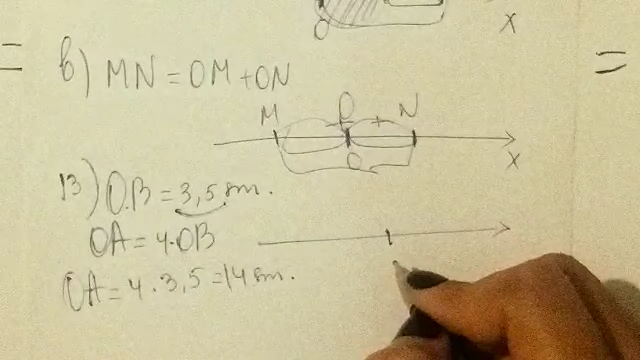 O X
b) MN = OM + ON
M P N
- +
O X
13) OB = 3,5 sm.
OA = 4·OB
OA = 4·3,5 = 14 sm.